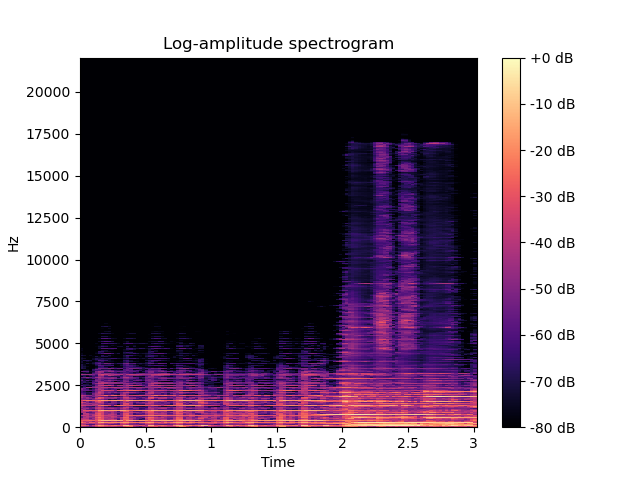 Log-amplitude spectrogram
+0 dB
20000
-10 dB
17500
-20 dB
15000
-30 dB
12500
Hz
-40 dB
10000
-50 dB
7500
-60 dB
5000
-70 dB
2500
0
-80 dB
0
0.5
1
1.5
2
2.5
3
Time